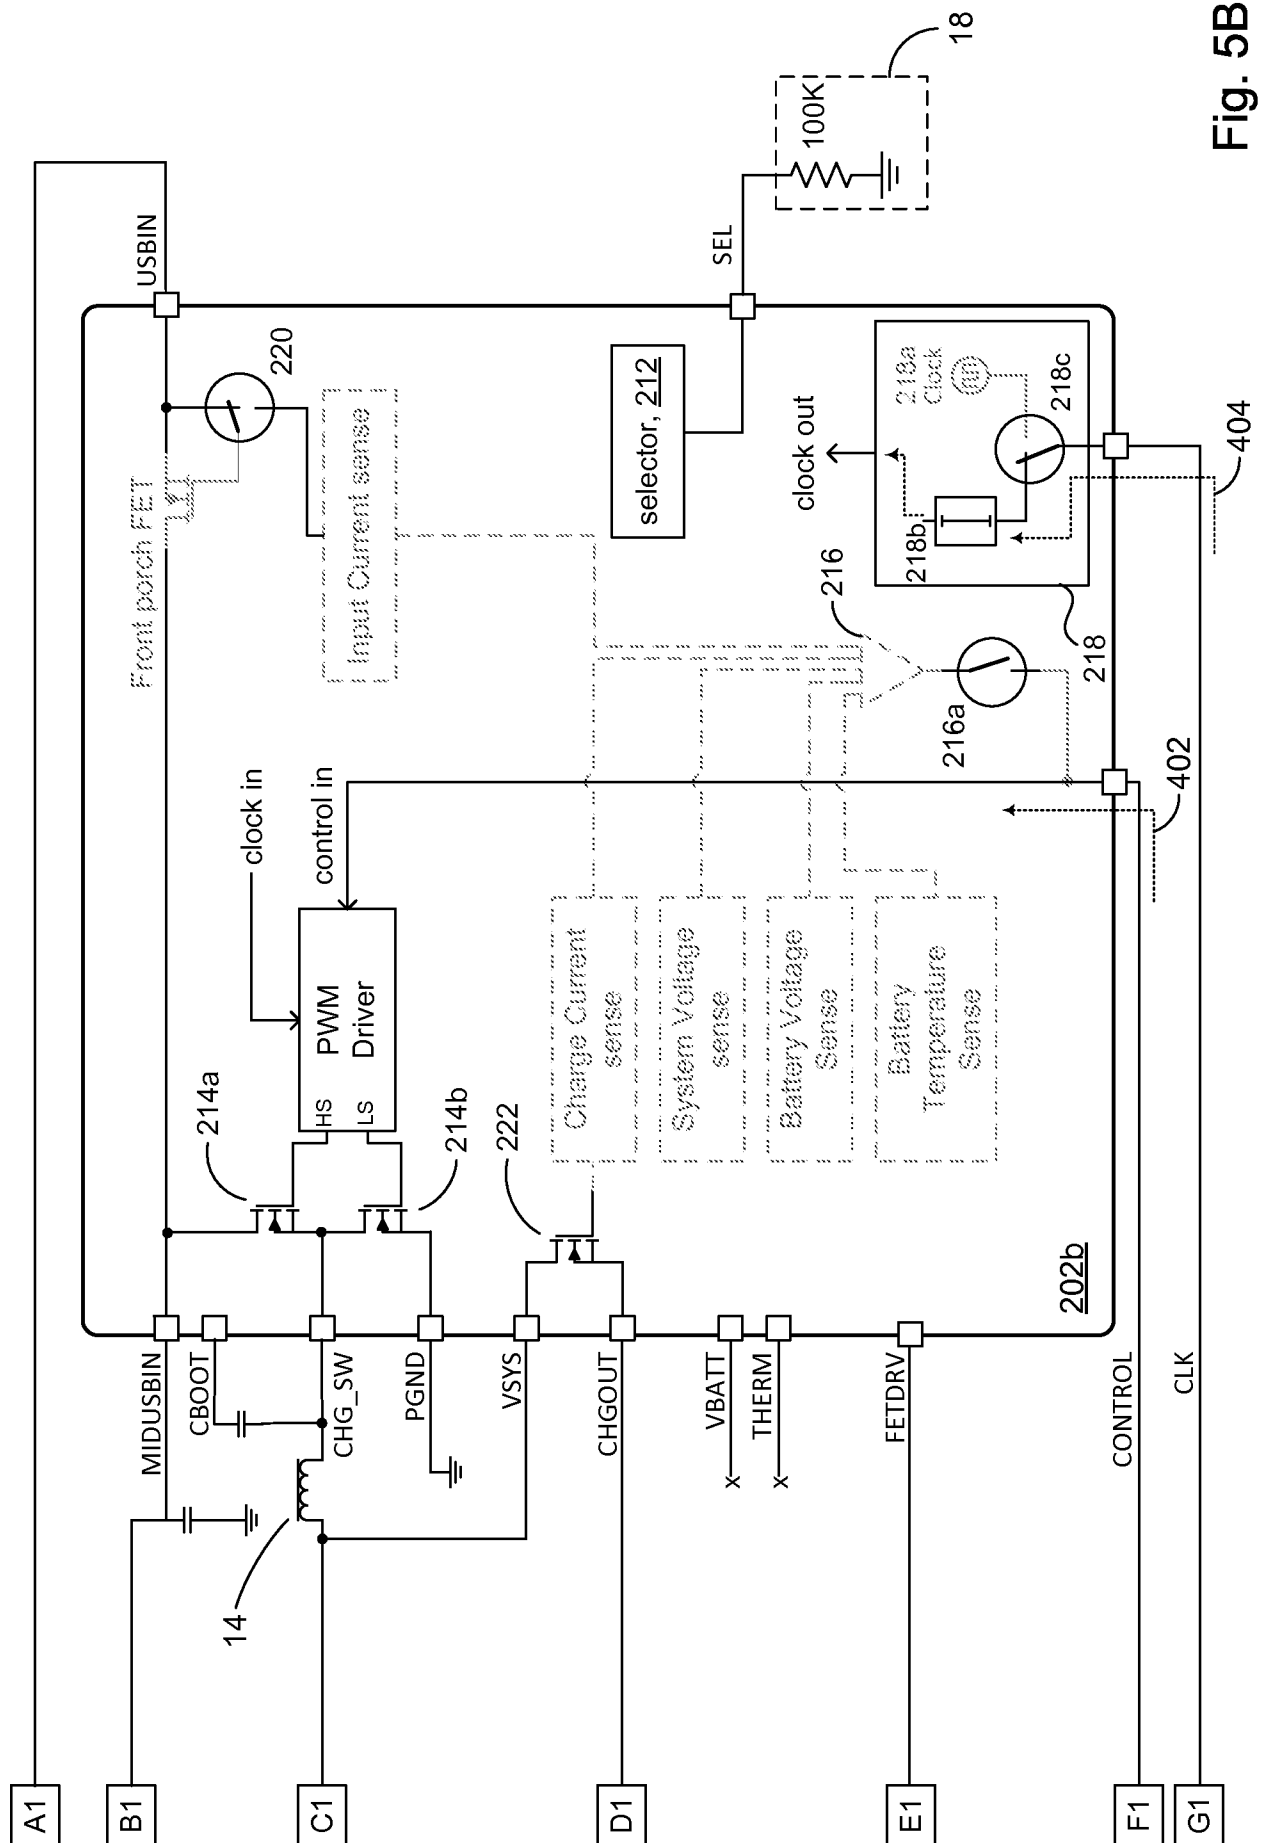 Fig. 5B
A1
B1
C1
D1
E1
F1
G1
USBIN
SEL
18
100K
MIDUSBIN
CBOOT
CHG_SW
PGND
VSYS
CHGOUT
VBATT
x
THERM
x
FETDRV
CONTROL
CLK
14
Front porch FET
220
Input Current sense
selector, 212
clock in
control in
PWM
Driver
HS
LS
214a
214b
222
Charge Current
sense
System Voltage
sense
Battery Voltage
Sense
Battery
Temperature
Sense
216
216a
clock out
218a
Clock
218b
218c
218
402
404
202b